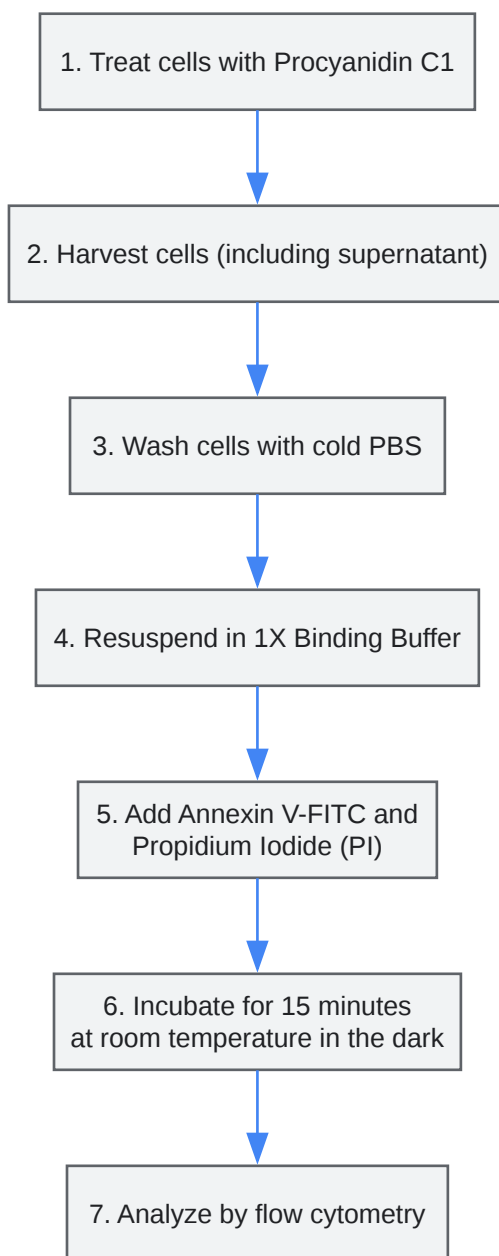 1. Treat cells with Procyanidin C1
2. Harvest cells (including supernatant)
3. Wash cells with cold PBS
4. Resuspend in 1X Binding Buffer
5. Add Annexin V-FITC and
Propidium Iodide (PI)
6. Incubate for 15 minutes
at room temperature in the dark
7. Analyze by flow cytometry